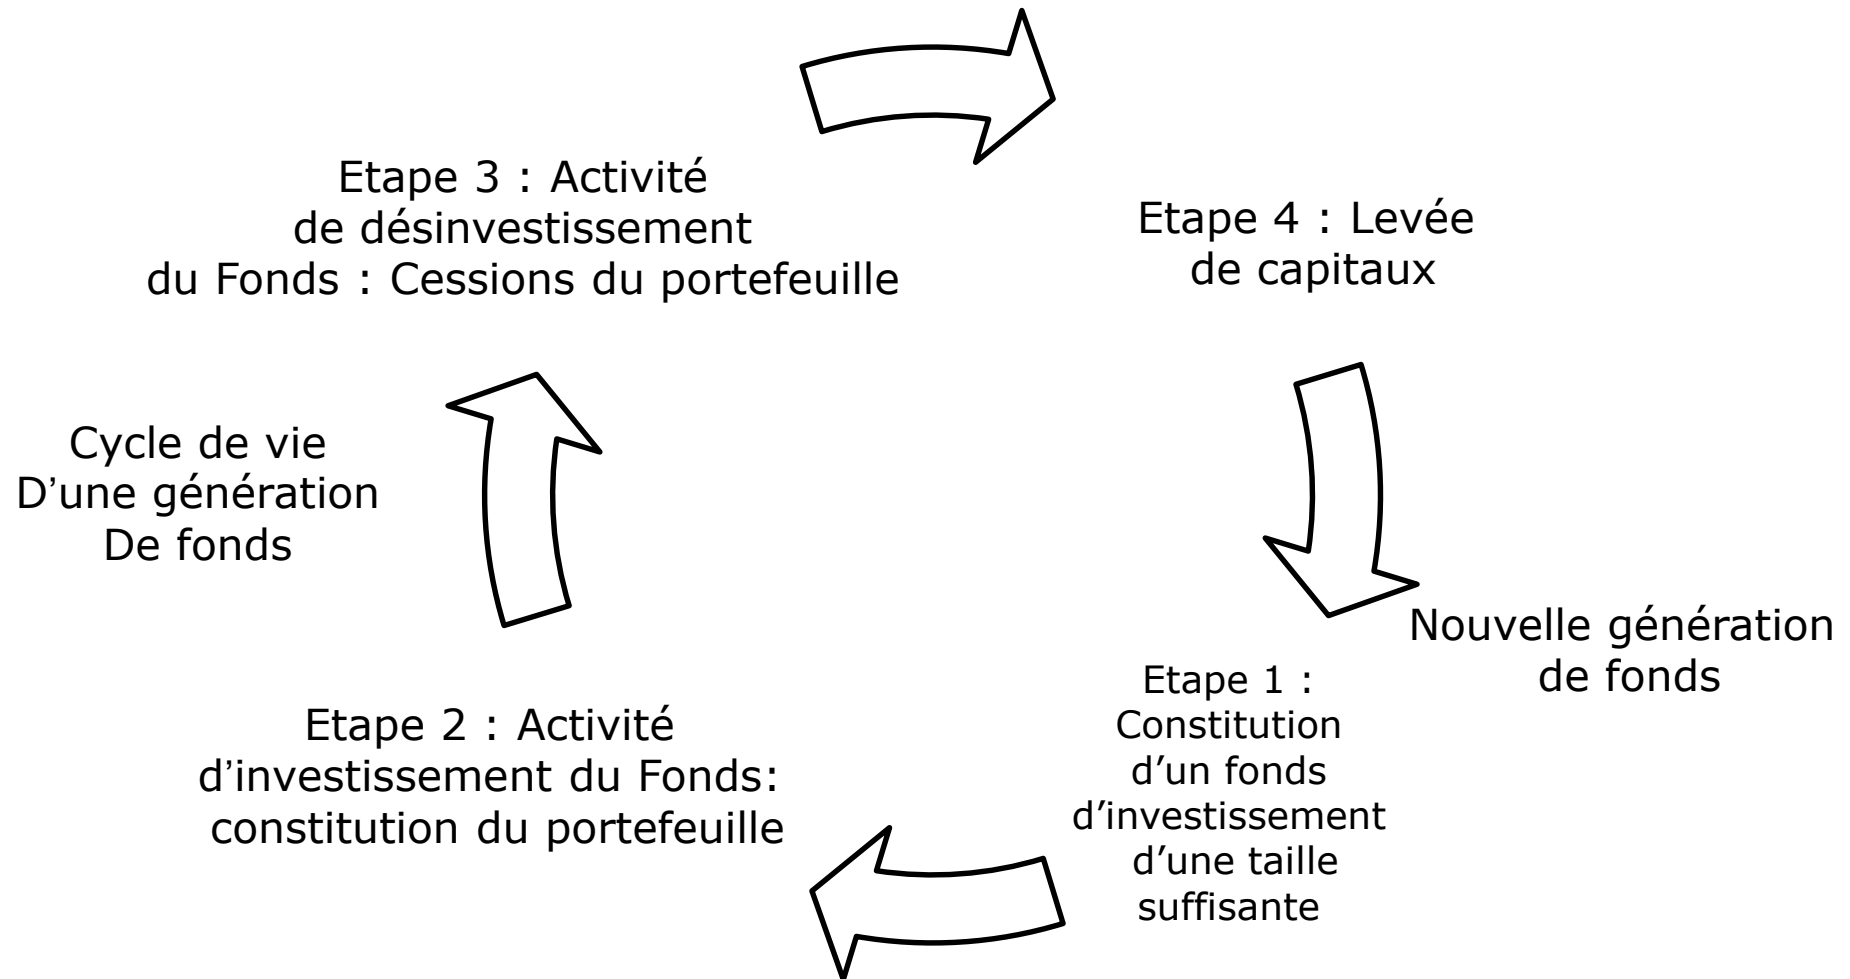 Etape 3 : Activité
de désinvestissement
du Fonds : Cessions du portefeuille
Etape 4 : Levée
de capitaux
Cycle de vie
D’une génération
De fonds
Nouvelle génération
de fonds
Etape 1 :
Constitution
d’un fonds
d’investissement
d’une taille
suffisante
Etape 2 : Activité
d’investissement du Fonds:
constitution du portefeuille